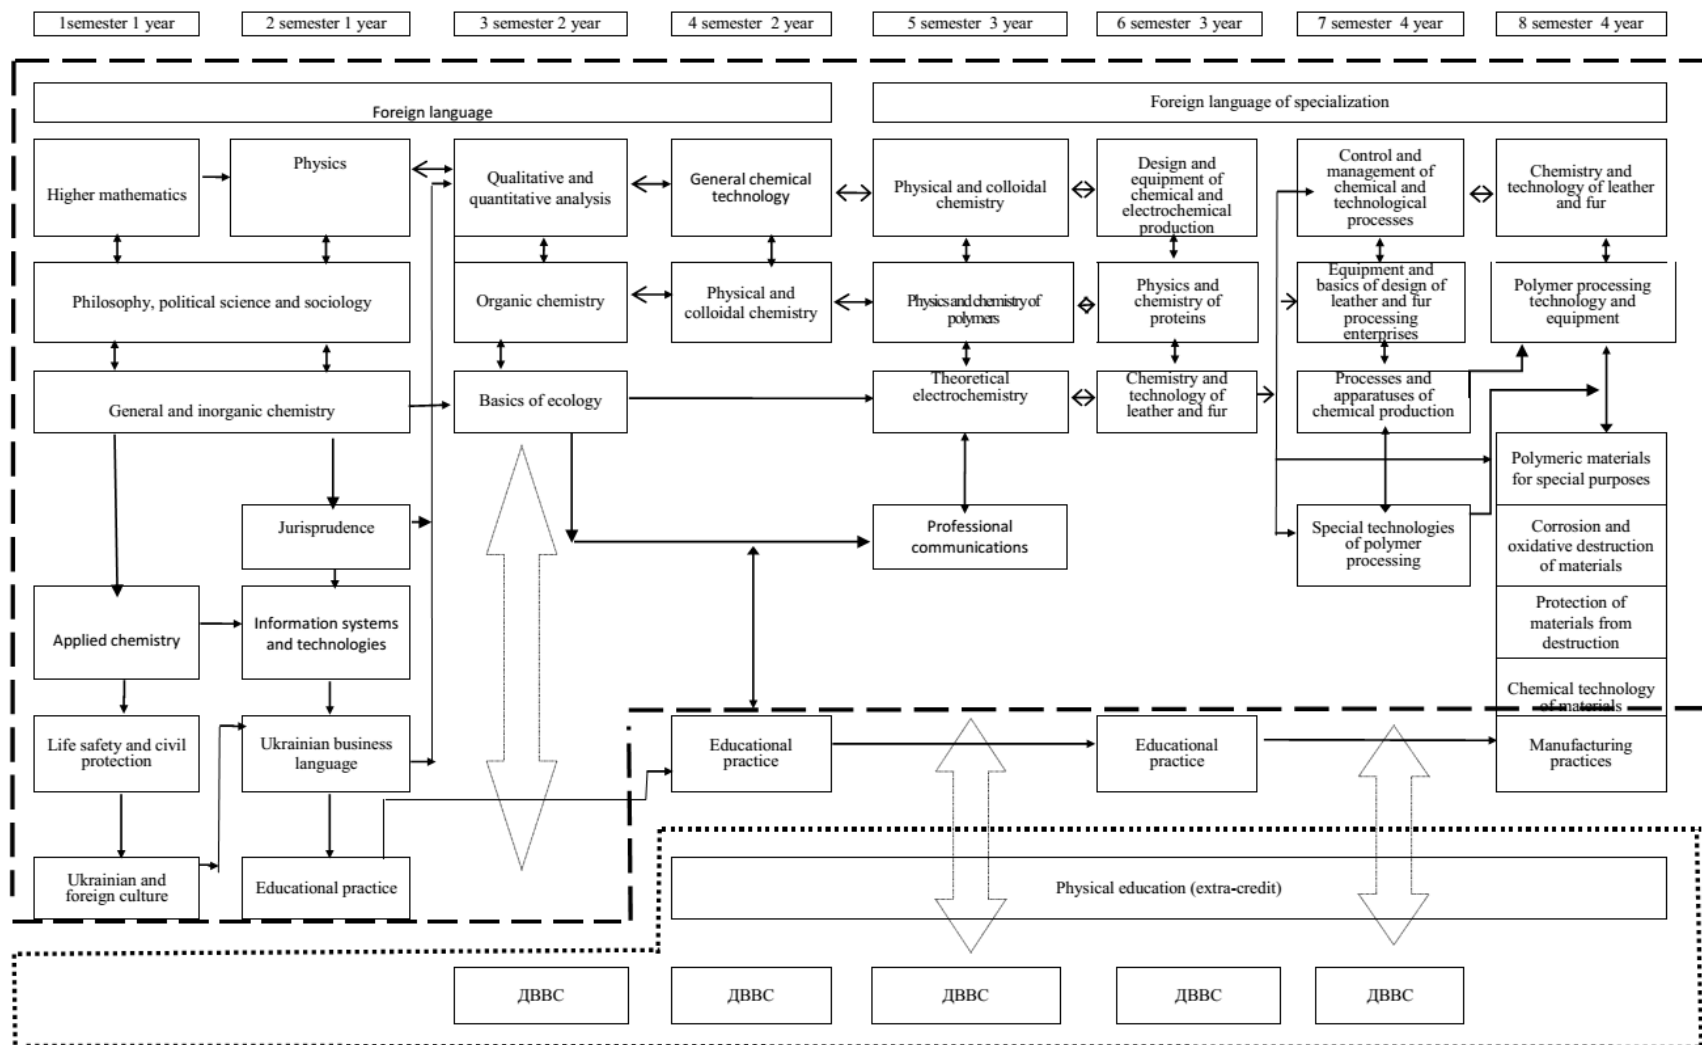 1semester 1 year
2 semester 1 year
3 semester 2 year
4 semester 2 year
5 semester 3 year
6 semester 3 year
7 semester 4 year
8 semester 4 year
Foreign language
Foreign language of specialization
Higher mathematics
Physics
Qualitative and
quantitative analysis
General chemical
technology
Physical and colloidal
chemistry
Design and
equipment of
chemical and
electrochemical
production
Control and
management of
chemical and
technological
processes
Chemistry and
technology of leather
and fur
Philosophy, political science and sociology
Organic chemistry
Physical and
colloidal chemistry
Physics and chemistry of
polymers
Physics and
chemistry of
proteins
Equipment and
basics of design of
leather and fur
processing
enterprises
Polymer processing
technology and
equipment
General and inorganic chemistry
Basics of ecology
Theoretical
electrochemistry
Chemistry and
technology of
leather and fur
Processes and
apparatuses of
chemical production
Polymeric materials
for special purposes
Jurisprudence
Professional
communications
Special technologies
of polymer
processing
Corrosion and
oxidative destruction
of materials
Applied chemistry
Information systems
and technologies
Protection of
materials from
destruction
Chemical technology
of materials
Life safety and civil
protection
Ukrainian business
language
Educational
practice
Educational
practice
Manufacturing
practices
Ukrainian and
foreign culture
Educational practice
Physical education (extra-credit)
ДВВС
ДВВС
ДВВС
ДВВС
ДВВС